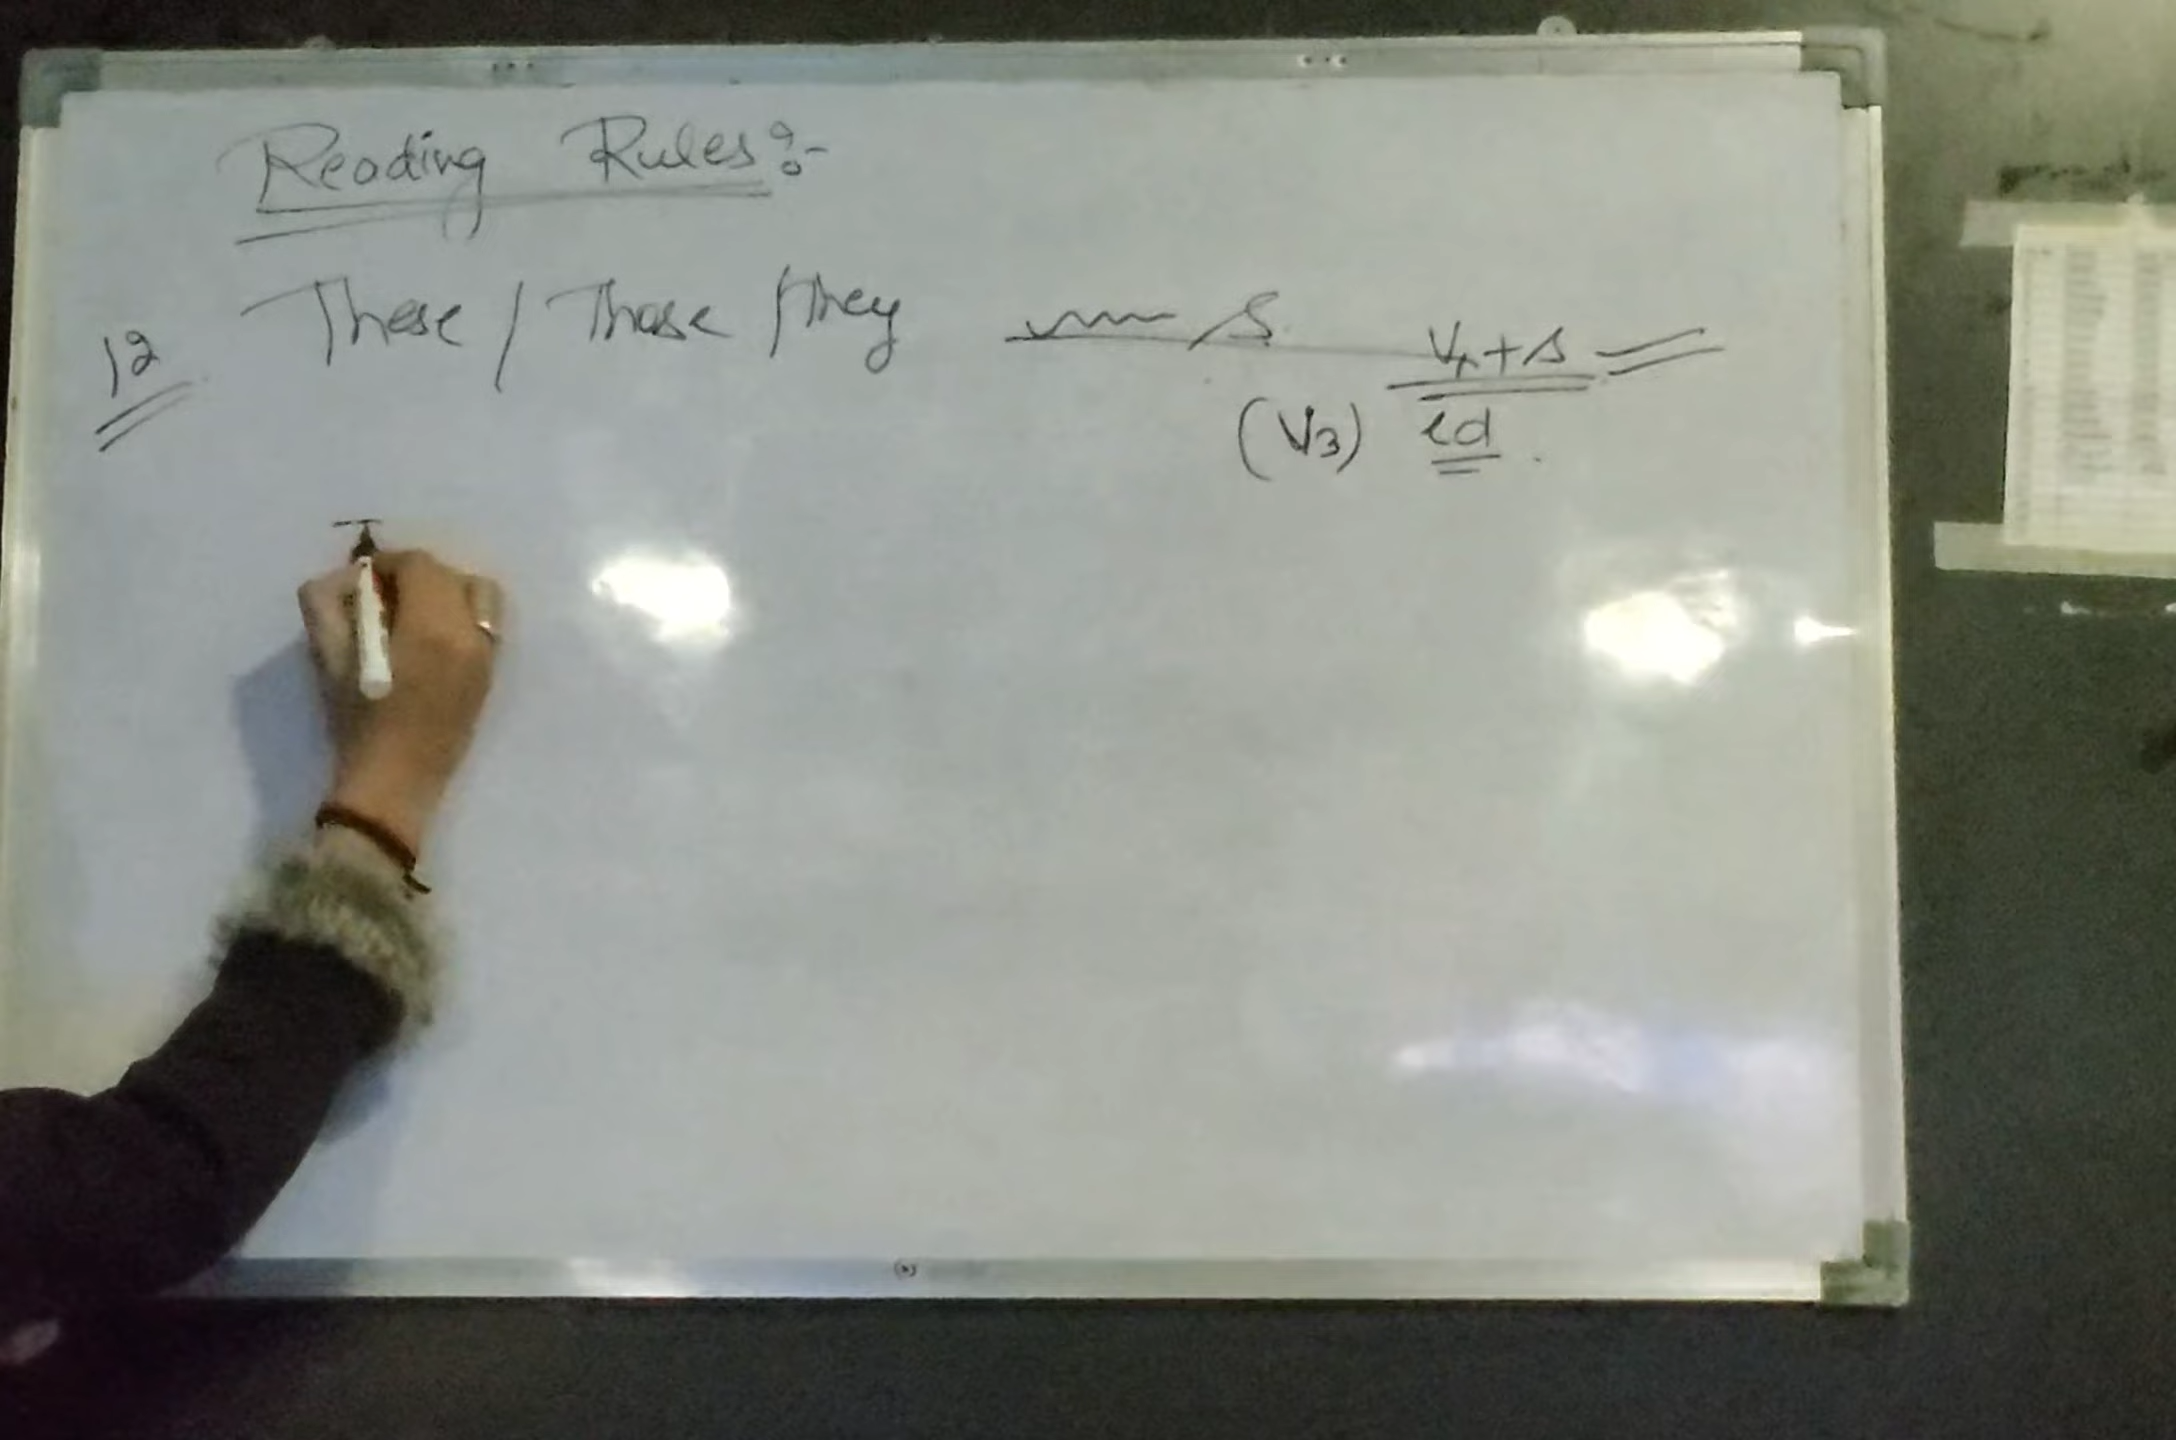 Reading Rules:-
12 These / Those / They s V1+s
(V3) ed